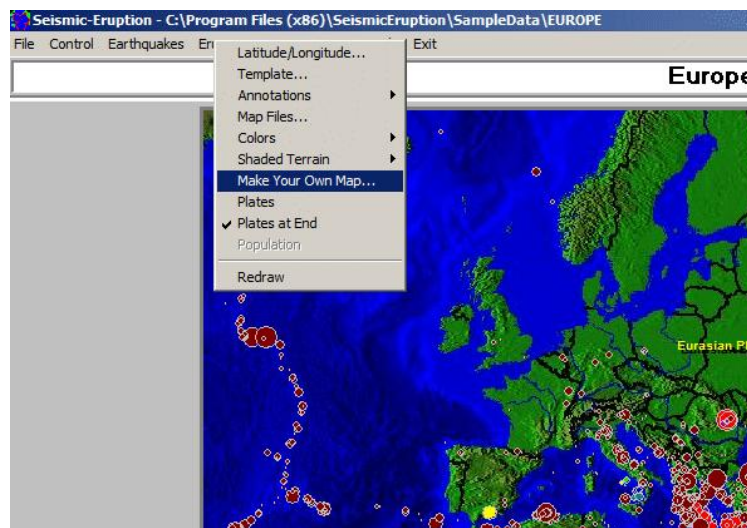 Seismic-Eruption - C:\Program Files (x86)\SeismicEruption\SampleData\EUROPE
File Control Earthquakes Exit
Europe
Latitude/Longitude...
Template...
Annotations
Map Files...
Colors
Shaded Terrain
Make Your Own Map...
Plates
Plates at End
Population
Redraw
Eurasian Pl